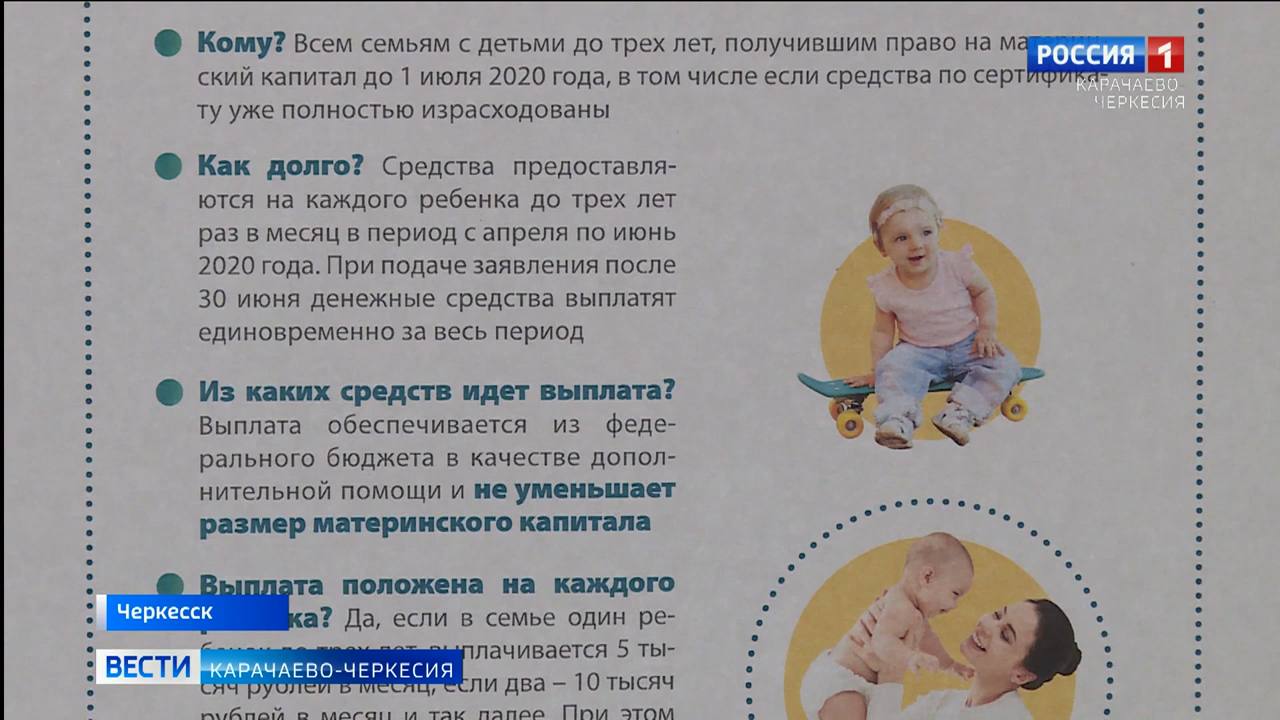 Кому? Всем семьям с детьми до трех лет, получившим право на
ский капитал до 1 июля 2020 года, в том числе если средства по сертифика-
ту уже полностью израсходованы
Как долго? Средства предоставля-
ются на каждого ребенка до трех лет
раз в месяц в период с апреля по июнь
2020 года. При подаче заявления после
30 июня денежные средства выплатят
единовременно за весь период
Из каких средств идет выплата?
Выплата обеспечивается из феде-
рального бюджета в качестве допол-
нительной помощи и не уменьшает
размер материнского капитала
Выплата положена на каждого
Да, если в семье один ре-
до трех лет, выплачивается 5 ты-
сяч рублей в месяц, если два – 10 тысяч
рублей в месяц и так далее. При этом
РОССИЯ 1
КАРАЧАЕВО-
ЧЕРКЕСИЯ
Черкесск
ВЕСТИ КАРАЧАЕВО-ЧЕРКЕСИЯ